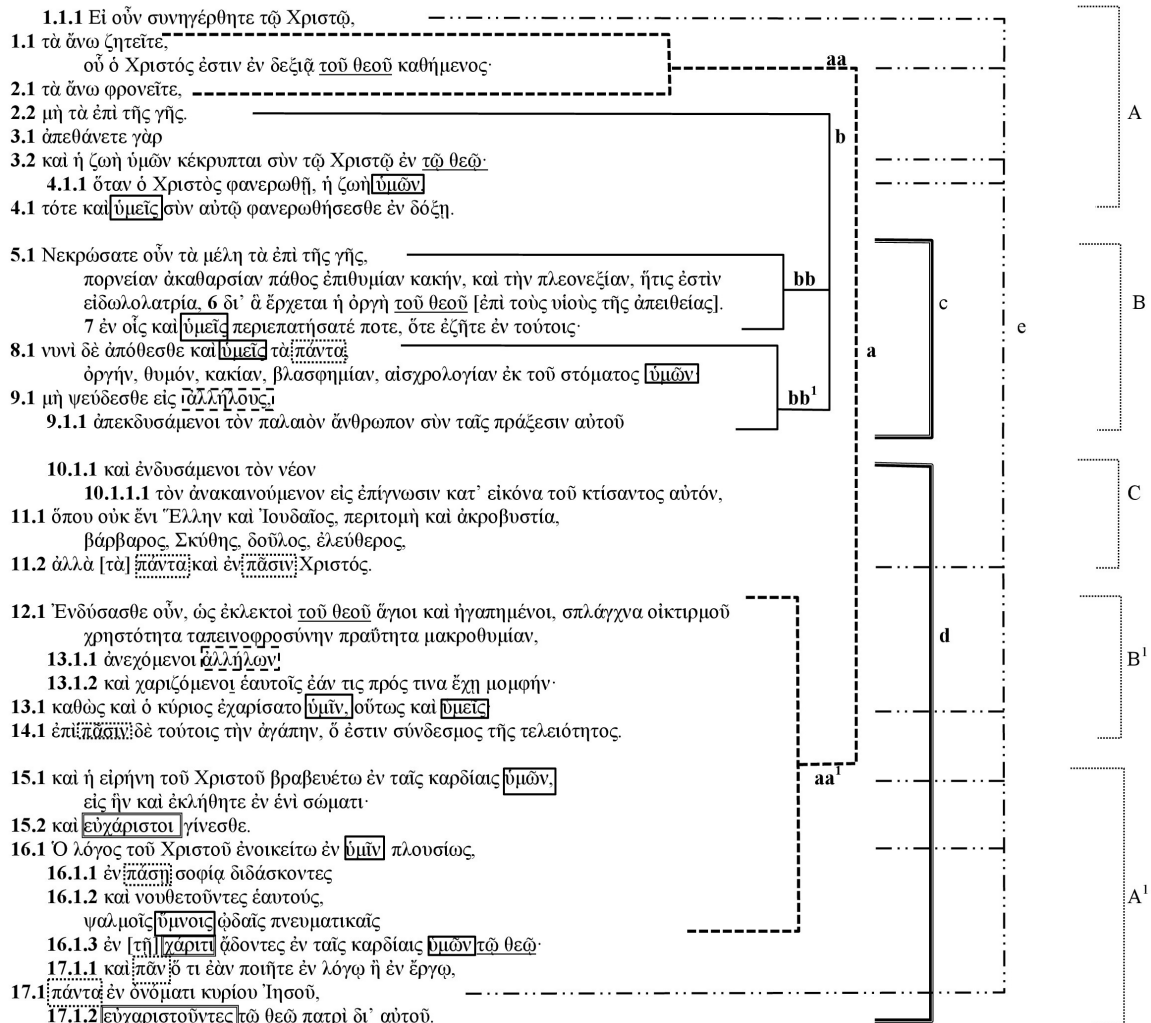 1.1.1 Εἰ οὖν συνηγέρθητε τῷ Χριστῷ,
1.1 τὰ ἄνω ζητεῖτε,
οὗ ὁ Χριστός ἐστιν ἐν δεξιᾷ τοῦ θεοῦ καθήμενος·
aa
2.1 τὰ ἄνω φρονεῖτε,
2.2 μὴ τὰ ἐπὶ τῆς γῆς.
A
3.1 ἀπεθάνετε γὰρ
b
3.2 καὶ ἡ ζωὴ ὑμῶν κέκρυπται σὺν τῷ Χριστῷ ἐν τῷ θεῷ·
4.1.1 ὅταν ὁ Χριστὸς φανερωθῇ, ἡ ζωὴ ὑμῶν,
4.1 τότε καὶ ὑμεῖς σὺν αὐτῷ φανερωθήσεσθε ἐν δόξῃ.
5.1 Νεκρώσατε οὖν τὰ μέλη τὰ ἐπὶ τῆς γῆς,
πορνείαν ἀκαθαρσίαν πάθος ἐπιθυμίαν κακήν, καὶ τὴν πλεονεξίαν, ἥτις ἐστὶν
bb
εἰδωλολατρία, 6 δι’ ἃ ἔρχεται ἡ ὀργὴ τοῦ θεοῦ [ἐπὶ τοὺς υἱοὺς τῆς ἀπειθείας].
c
B
7 ἐν οἷς καὶ ὑμεῖς περιεπατήσατέ ποτε, ὅτε ἐζῆτε ἐν τούτοις·
e
8.1 νυνὶ δὲ ἀπόθεσθε καὶ ὑμεῖς τὰ πάντα,
a
ὀργήν, θυμόν, κακίαν, βλασφημίαν, αἰσχρολογίαν ἐκ τοῦ στόματος ὑμῶν·
9.1 μὴ ψεύδεσθε εἰς ἀλλήλους,
bb¹
9.1.1 ἀπεκδυσάμενοι τὸν παλαιὸν ἄνθρωπον σὺν ταῖς πράξεσιν αὐτοῦ
10.1.1 καὶ ἐνδυσάμενοι τὸν νέον
10.1.1.1 τὸν ἀνακαινούμενον εἰς ἐπίγνωσιν κατ’ εἰκόνα τοῦ κτίσαντος αὐτόν,
C
11.1 ὅπου οὐκ ἔνι Ἕλλην καὶ Ἰουδαῖος, περιτομὴ καὶ ἀκροβυστία,
βάρβαρος, Σκύθης, δοῦλος, ἐλεύθερος,
11.2 ἀλλὰ [τὰ] πάντα καὶ ἐν πᾶσιν Χριστός.
12.1 Ἐνδύσασθε οὖν, ὡς ἐκλεκτοὶ τοῦ θεοῦ ἅγιοι καὶ ἠγαπημένοι, σπλάγχνα οἰκτιρμοῦ
χρηστότητα ταπεινοφροσύνην πραΰτητα μακροθυμίαν,
d
13.1.1 ἀνεχόμενοι ἀλλήλων
B¹
13.1.2 καὶ χαριζόμενοι ἑαυτοῖς ἐάν τις πρός τινα ἔχῃ μομφήν·
13.1 καθὼς καὶ ὁ κύριος ἐχαρίσατο ὑμῖν, οὕτως καὶ ὑμεῖς·
14.1 ἐπὶ πᾶσιν δὲ τούτοις τὴν ἀγάπην, ὅ ἐστιν σύνδεσμος τῆς τελειότητος.
15.1 καὶ ἡ εἰρήνη τοῦ Χριστοῦ βραβευέτω ἐν ταῖς καρδίαις ὑμῶν,
aa¹
εἰς ἣν καὶ ἐκλήθητε ἐν ἑνὶ σώματι·
15.2 καὶ εὐχάριστοι γίνεσθε.
16.1 Ὁ λόγος τοῦ Χριστοῦ ἐνοικείτω ἐν ὑμῖν πλουσίως,
16.1.1 ἐν πάσῃ σοφίᾳ διδάσκοντες
16.1.2 καὶ νουθετοῦντες ἑαυτούς,
A¹
ψαλμοῖς ὕμνοις ᾠδαῖς πνευματικαῖς
16.1.3 ἐν [τῇ] χάριτι ᾄδοντες ἐν ταῖς καρδίαις ὑμῶν τῷ θεῷ·
17.1.1 καὶ πᾶν ὅ τι ἐὰν ποιῆτε ἐν λόγῳ ἢ ἐν ἔργῳ,
17.1 πάντα ἐν ὀνόματι κυρίου Ἰησοῦ,
17.1.2 εὐχαριστοῦντες τῷ θεῷ πατρὶ δι’ αὐτοῦ.